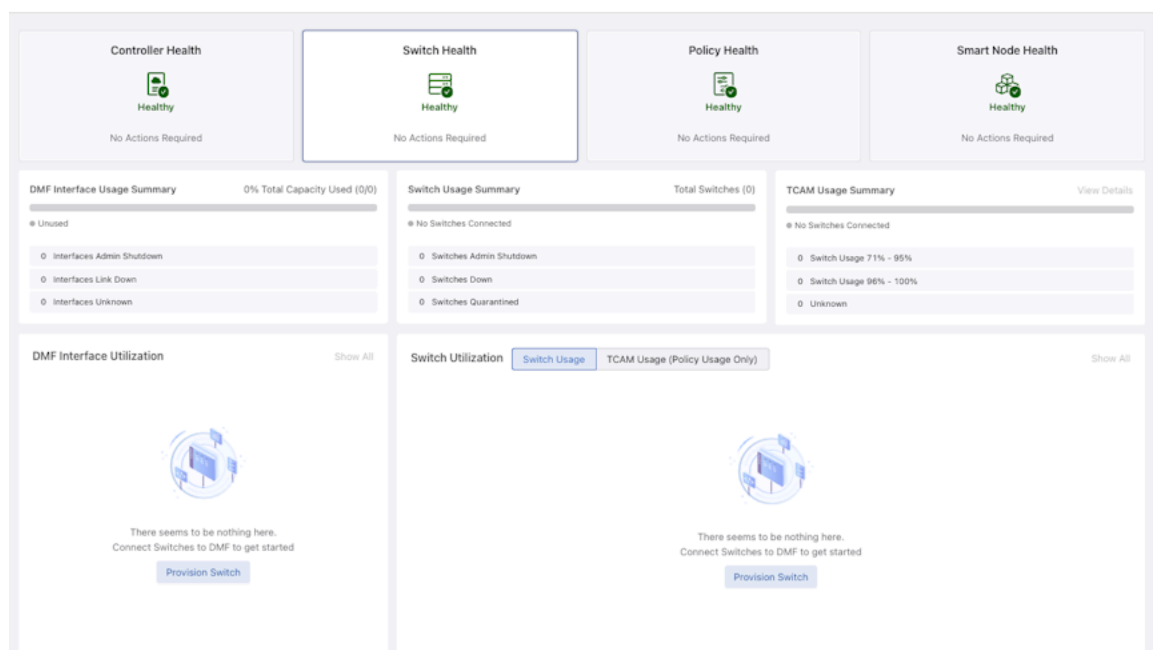 Controller Health
Healthy
No Actions Required
Switch Health
Healthy
No Actions Required
Policy Health
Healthy
No Actions Required
Smart Node Health
Healthy
No Actions Required
DMF Interface Usage Summary 0% Total Capacity Used (0/0)
Unused
0 Interfaces Admin Shutdown
0 Interfaces Link Down
0 Interfaces Unknown
Switch Usage Summary Total Switches (0)
No Switches Connected
0 Switches Admin Shutdown
0 Switches Down
0 Switches Quarantined
TCAM Usage Summary View Details
No Switches Connected
0 Switch Usage 71% - 95%
0 Switch Usage 96% - 100%
0 Unknown
DMF Interface Utilization Show All
There seems to be nothing here.
Connect Switches to DMF to get started
Provision Switch
Switch Utilization Switch Usage TCAM Usage (Policy Usage Only) Show All
There seems to be nothing here.
Connect Switches to DMF to get started
Provision Switch